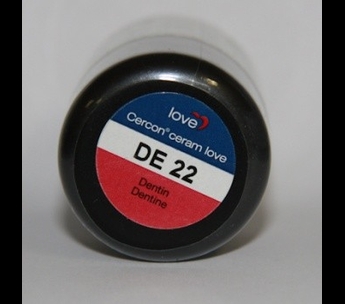 love
Cercon® ceram love
DE 22
Dentin
Dentine